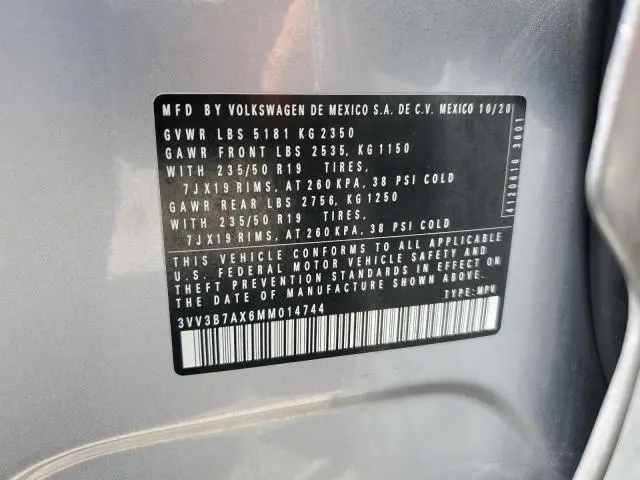 MFD BY VOLKSWAGEN DE MEXICO S.A. DE C.V. MEXICO 10/20
GVWR LBS 5181 KG 2350
GAWR FRONT LBS 2535, KG 1150
WITH 235/50 R19 TIRES,
7JX19 RIMS, AT 260 KPA, 38 PSI COLD
GAWR REAR LBS 2756, KG 1250
WITH 235/50 R19 TIRES,
7JX19 RIMS, AT 260 KPA, 38 PSI COLD
THIS VEHICLE CONFORMS TO ALL APPLICABLE
U.S. FEDERAL MOTOR VEHICLE SAFETY AND
THEFT PREVENTION STANDARDS IN EFFECT ON
THE DATE OF MANUFACTURE SHOWN ABOVE.
3VV3B7AX6MM014744 TYPE: MPV
4120616 3601